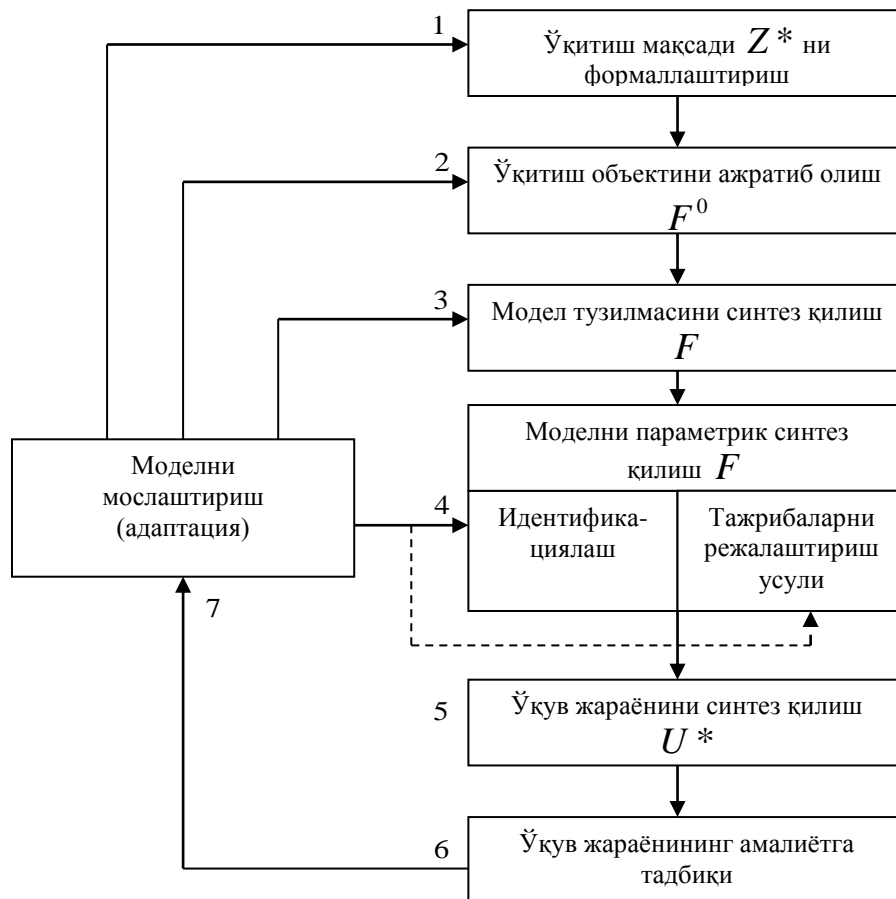 1
Ўқитиш мақсади Z* ни
формаллаштириш
2
Ўқитиш объектини ажратиб олиш
F⁰
3
Модел тузилмасини синтез қилиш
F
Моделни параметрик синтез
қилиш F
Моделни
мослаштириш
(адаптация)
4
Идентифика-
циялаш
Тажрибаларни
режалаштириш
усули
7
5
Ўқув жараёнини синтез қилиш
U*
6
Ўқув жараёнининг амалиётга
тадбиқи